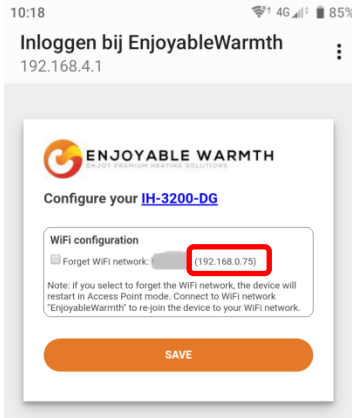 10:18 4G 85%
Inloggen bij EnjoyableWarmth
192.168.4.1
ENJOYABLE WARMTH
ENJOY PREMIUM HEATING SOLUTIONS
Configure your IH-3200-DG
WiFi configuration
Forget WiFi network: (192.168.0.75)
Note: if you select to forget the WiFi network, the device will
restart in Access Point mode. Connect to WiFi network
"EnjoyableWarmth" to re-join the device to your WiFi network.
SAVE